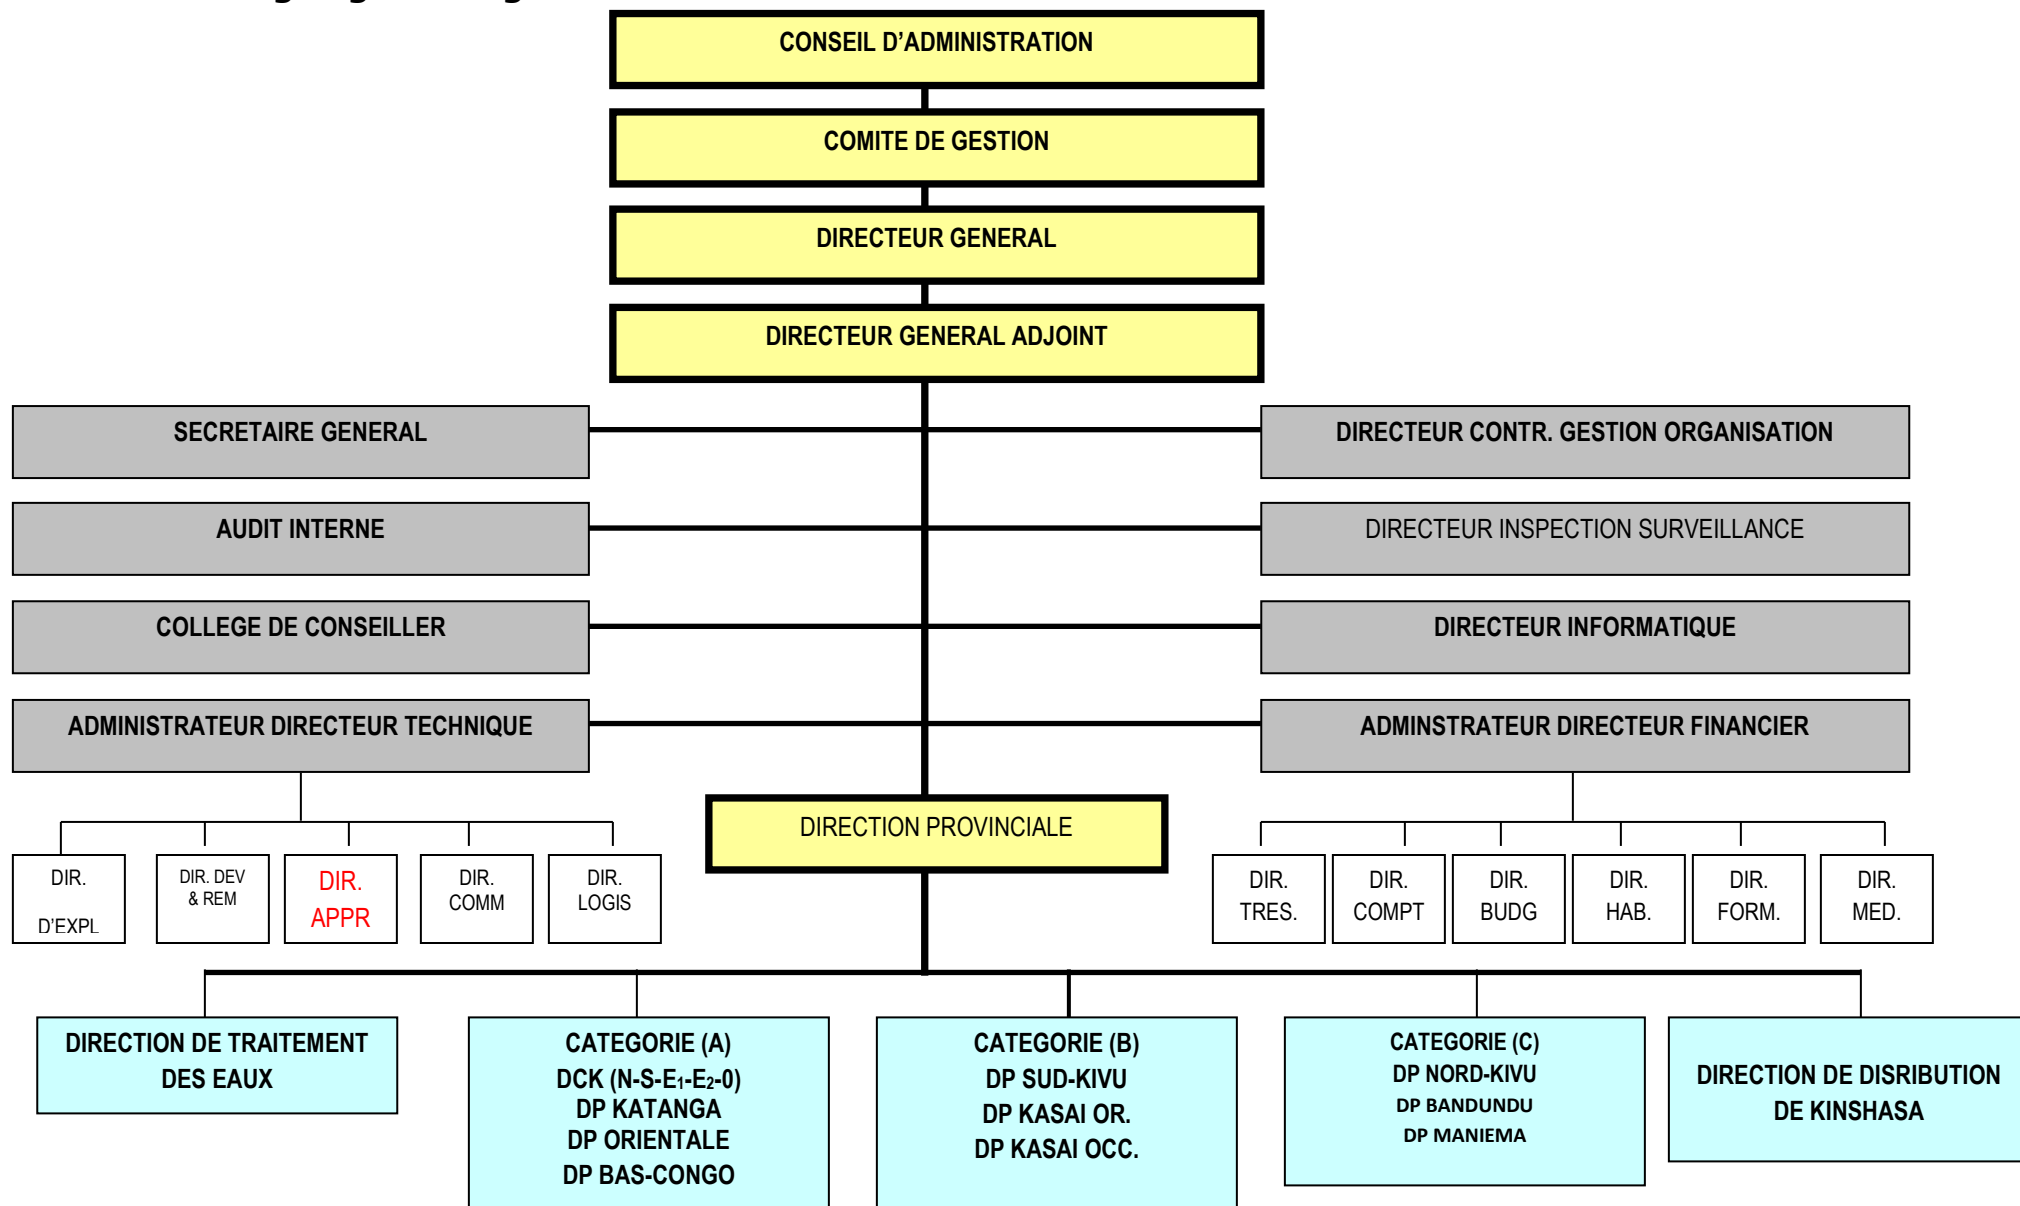 CONSEIL D'ADMINISTRATION
COMITE DE GESTION
DIRECTEUR GENERAL
DIRECTEUR GENERAL ADJOINT
SECRETAIRE GENERAL
DIRECTEUR CONTR. GESTION ORGANISATION
AUDIT INTERNE
DIRECTEUR INSPECTION SURVEILLANCE
COLLEGE DE CONSEILLER
DIRECTEUR INFORMATIQUE
ADMINISTRATEUR DIRECTEUR TECHNIQUE
ADMINSTRATEUR DIRECTEUR FINANCIER
DIRECTION PROVINCIALE
DIR.
D'EXPL
DIR. DEV
& REM
DIR.
APPR
DIR.
COMM
DIR.
LOGIS
DIR.
TRES.
DIR.
COMPT
DIR.
BUDG
DIR.
HAB.
DIR.
FORM.
DIR.
MED.
DIRECTION DE TRAITEMENT
DES EAUX
CATEGORIE (A)
DCK (N-S-E1-E2-0)
DP KATANGA
DP ORIENTALE
DP BAS-CONGO
CATEGORIE (B)
DP SUD-KIVU
DP KASAI OR.
DP KASAI OCC.
CATEGORIE (C)
DP NORD-KIVU
DP BANDUNDU
DP MANIEMA
DIRECTION DE DISRIBUTION
DE KINSHASA